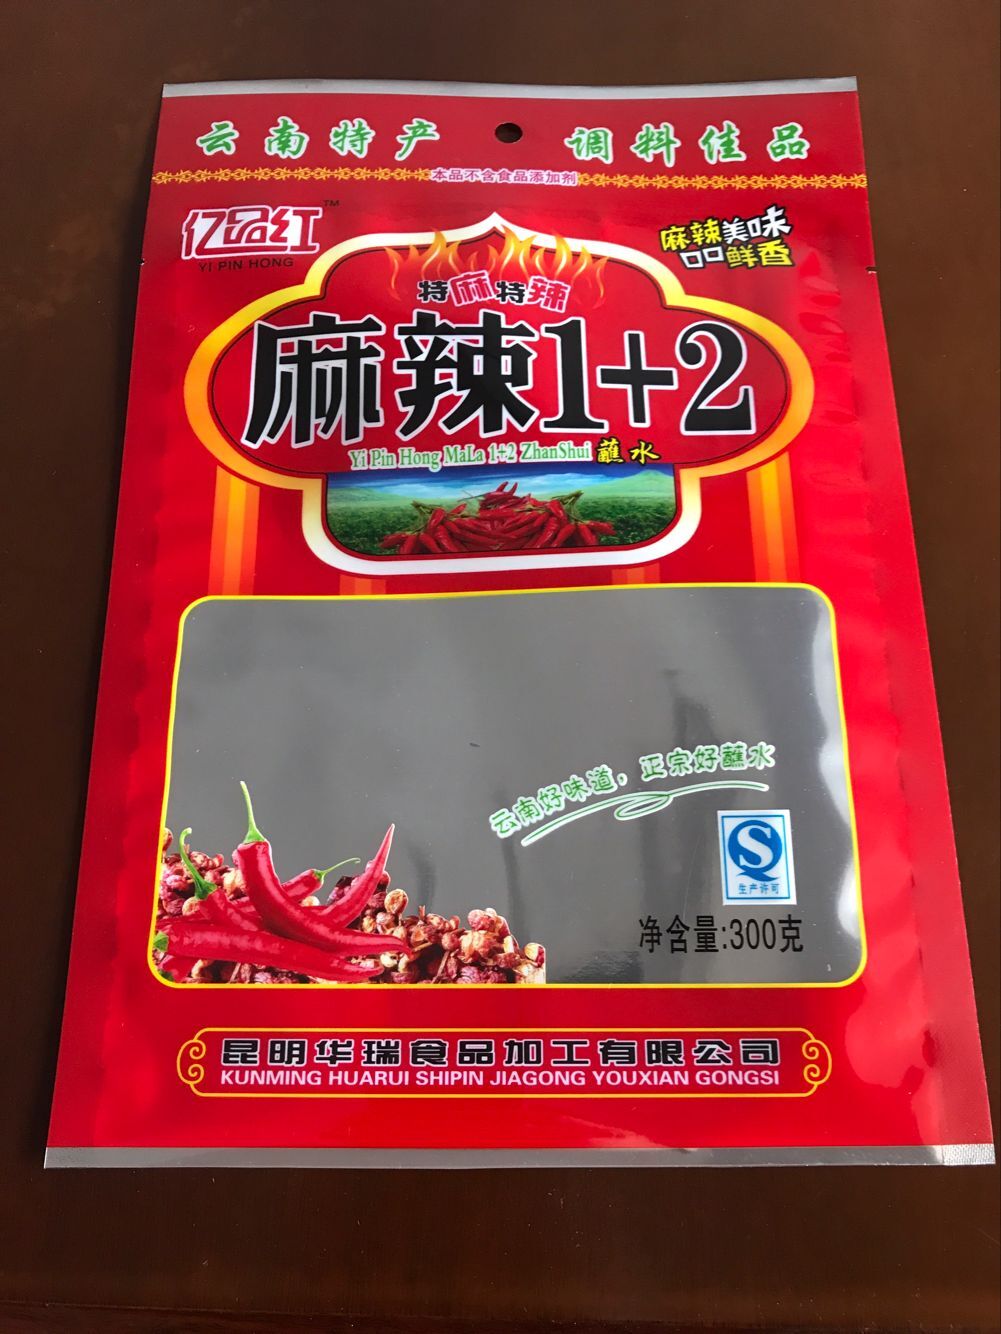 云南特产 调料佳品
本品不含食品添加剂
亿品红™
YI PIN HONG
麻辣美味
口口鲜香
特麻特辣
麻辣1+2
Yi Pin Hong MaLa 1+2 ZhanShui 蘸水
云南好味道，正宗好蘸水
S
生产许可
净含量:300克
昆明华瑞食品加工有限公司
KUNMING HUARUI SHIPIN JIAGONG YOUXIAN GONGSI